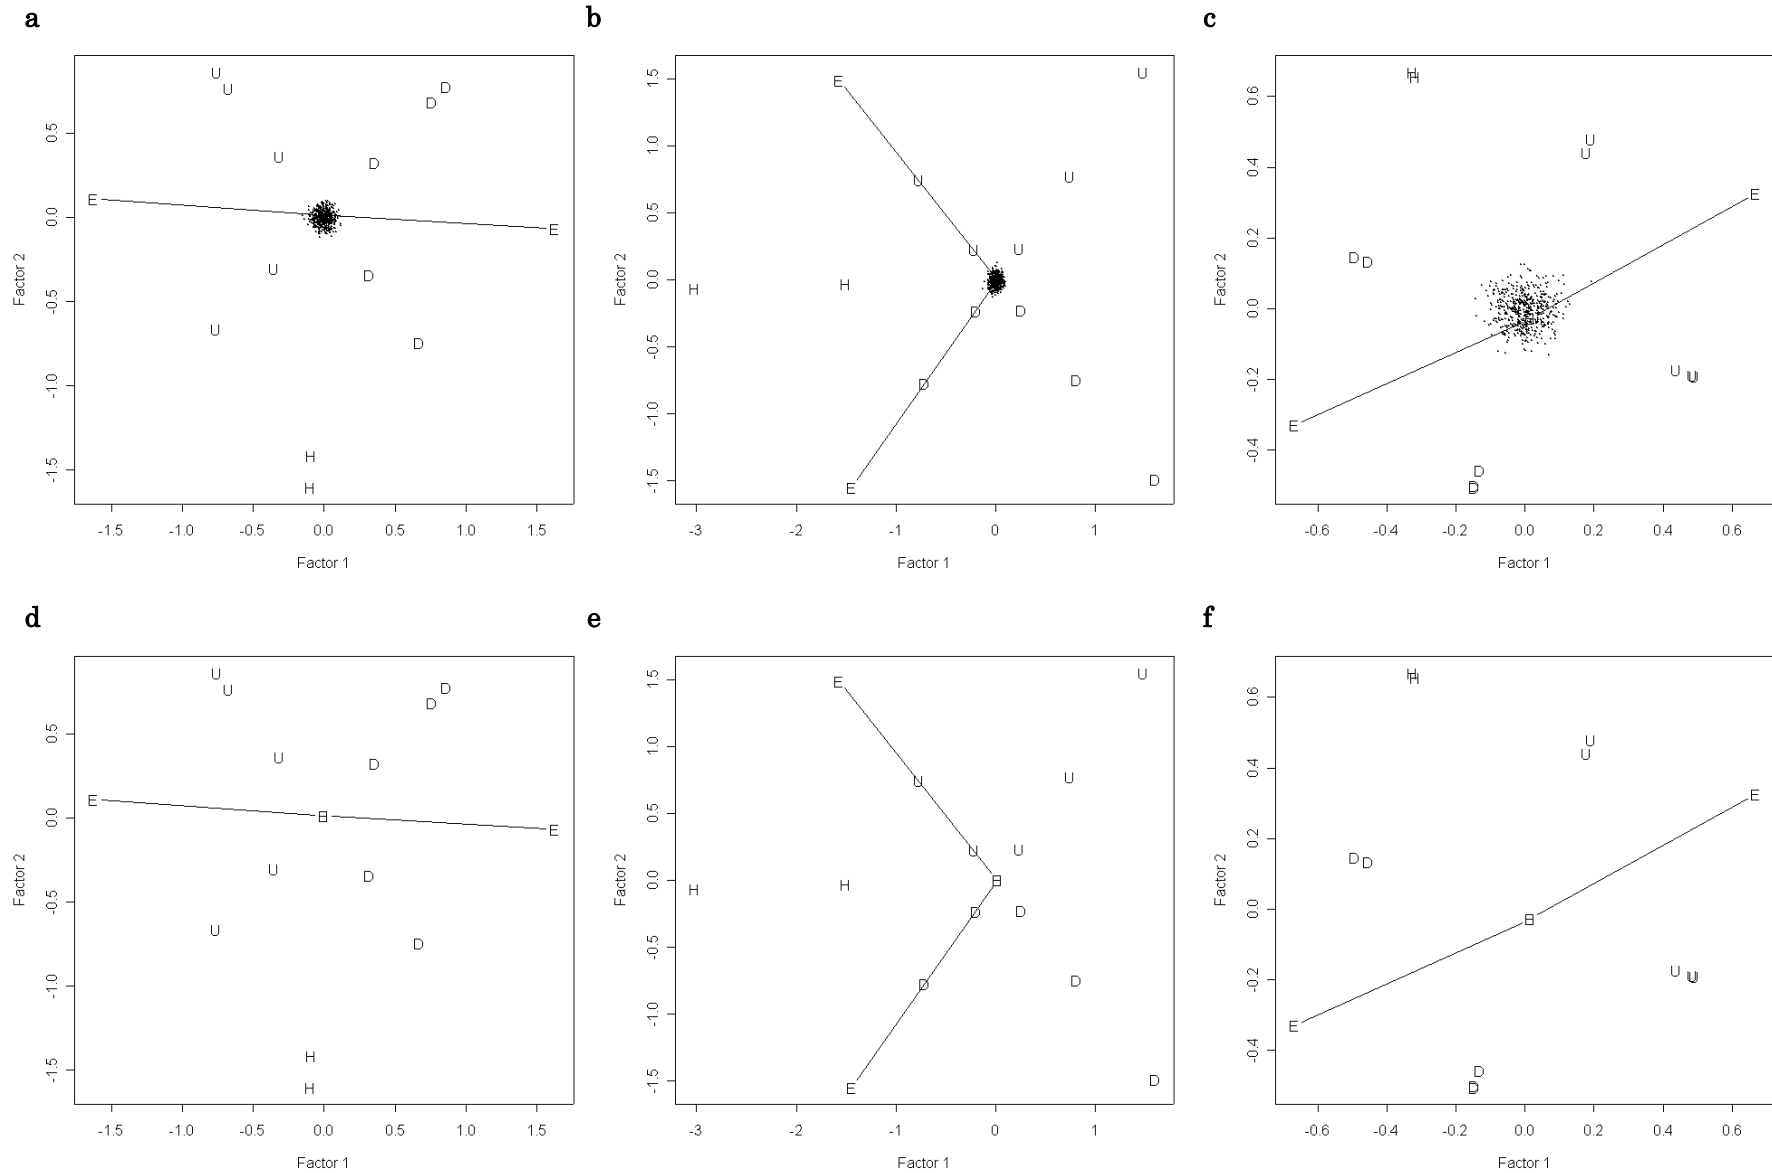 a b c
U
U
D
D
U D
E
E
U D
U D
H
H
-1.5 -1.0 -0.5 0.0 0.5
-1.5 -1.0 -0.5 0.0 0.5 1.0 1.5
Factor 1
Factor 2
E U
U U
U U
H H
D D
D D
E D
-1.5 -1.0 -0.5 0.0 0.5 1.0 1.5
-3 -2 -1 0 1
Factor 1
Factor 2
H
H
U
U
E
D D
U U
U
E
D
D
D
-0.4 -0.2 0.0 0.2 0.4 0.6
-0.6 -0.4 -0.2 0.0 0.2 0.4 0.6
Factor 1
Factor 2
d e f
U
U
D
D
U D
E E E
U D
U D
H
H
-1.5 -1.0 -0.5 0.0 0.5
-1.5 -1.0 -0.5 0.0 0.5 1.0 1.5
Factor 1
Factor 2
E U
U U
U U
H H E
D D
D D
E D
-1.5 -1.0 -0.5 0.0 0.5 1.0 1.5
-3 -2 -1 0 1
Factor 1
Factor 2
H
H
U
U
E
D D
E
U U
U
E
D
D
D
-0.4 -0.2 0.0 0.2 0.4 0.6
-0.6 -0.4 -0.2 0.0 0.2 0.4 0.6
Factor 1
Factor 2